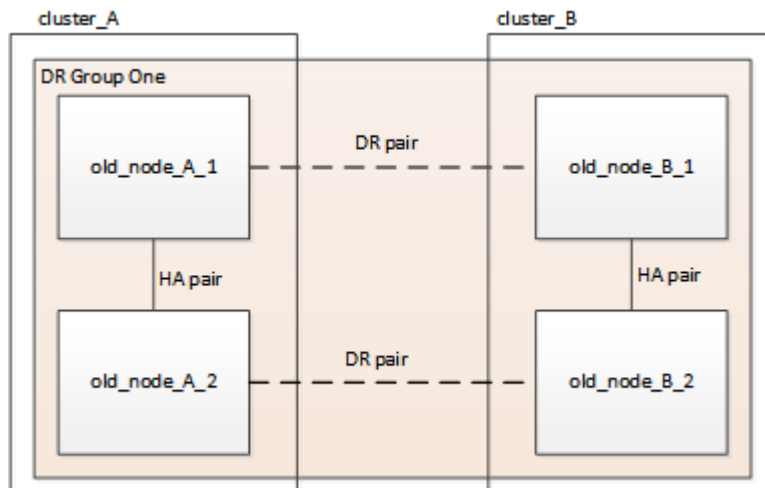 cluster_A
cluster_B
DR Group One
old_node_A_1
DR pair
old_node_B_1
HA pair
HA pair
old_node_A_2
DR pair
old_node_B_2